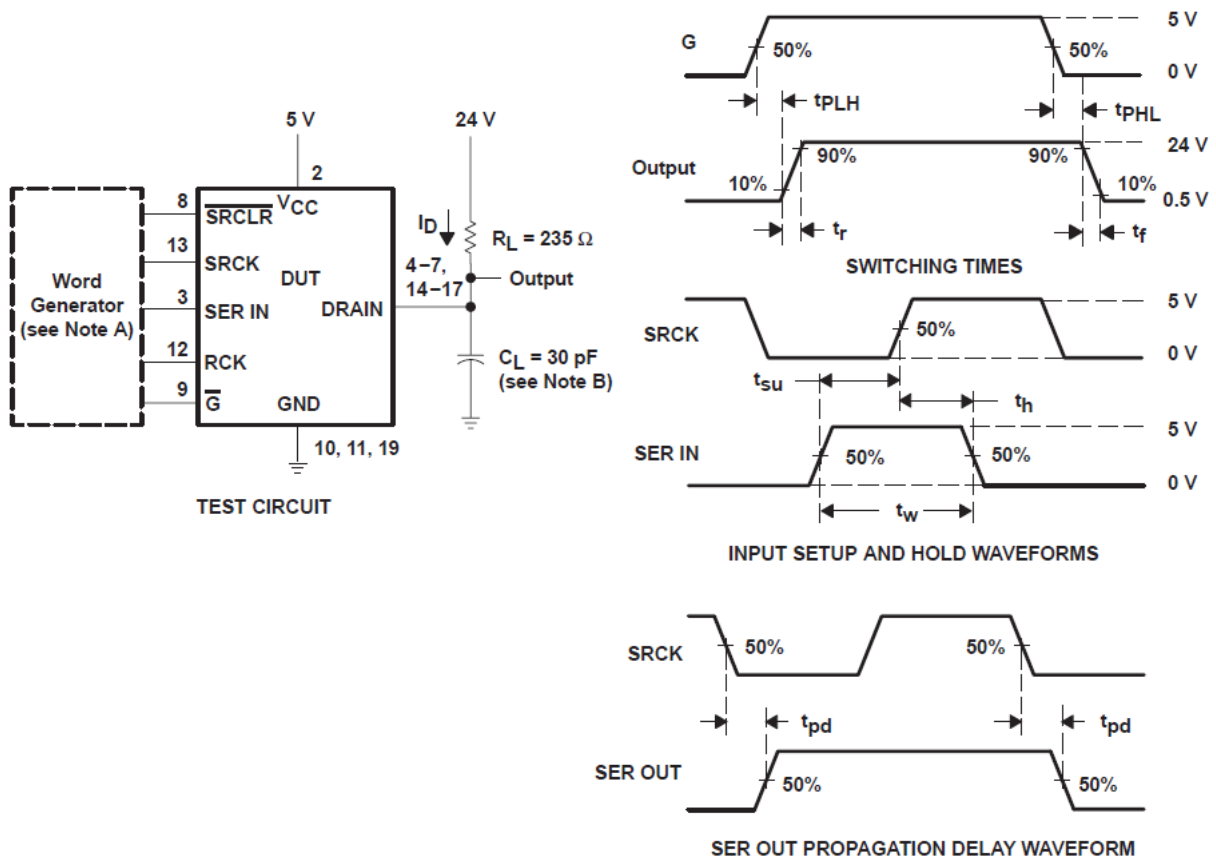 5 V
24 V
2
8
SRCLR
VCC
13
SRCK
DUT
3
SER IN
DRAIN
12
RCK
9
G
GND
10, 11, 19
Word
Generator
(see Note A)
ID
RL = 235 Ω
4−7,
14−17
Output
CL = 30 pF
(see Note B)
TEST CIRCUIT
G
50%
50%
5 V
0 V
tPLH
tPHL
Output
10%
90%
90%
10%
24 V
0.5 V
tr
tf
SWITCHING TIMES
SRCK
50%
5 V
0 V
tsu
th
SER IN
50%
50%
5 V
0 V
tw
INPUT SETUP AND HOLD WAVEFORMS
SRCK
50%
50%
tpd
tpd
SER OUT
50%
50%
SER OUT PROPAGATION DELAY WAVEFORM